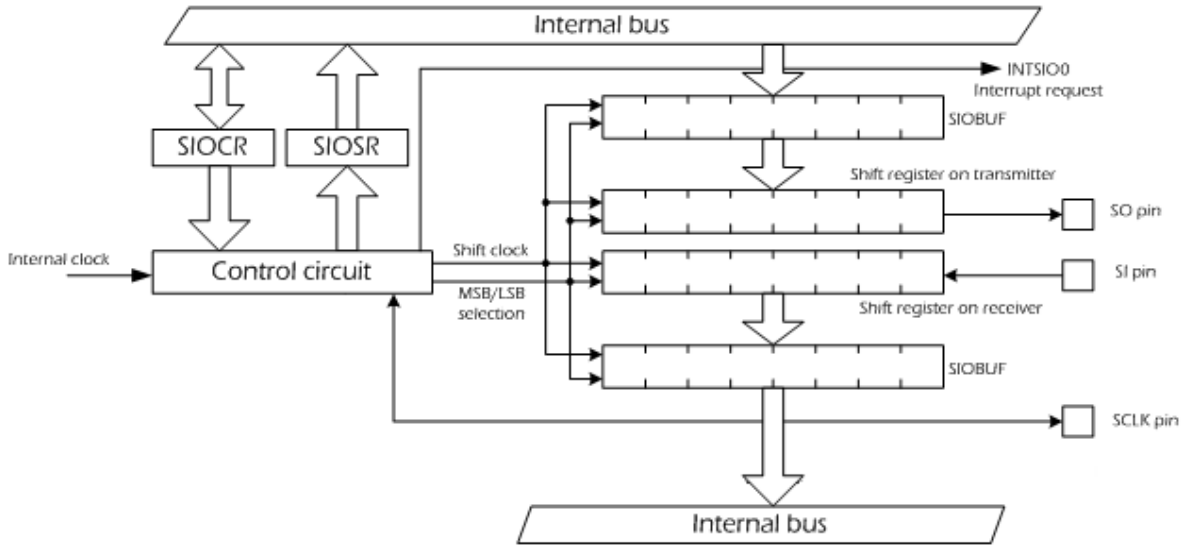 Internal bus
INTSIO0
Interrupt request
SIOBUF
SIOCR
SIOSR
Shift register on transmitter
SO pin
Internal clock
Control circuit
Shift clock
MSB/LSB
selection
SI pin
Shift register on receiver
SIOBUF
SCLK pin
Internal bus